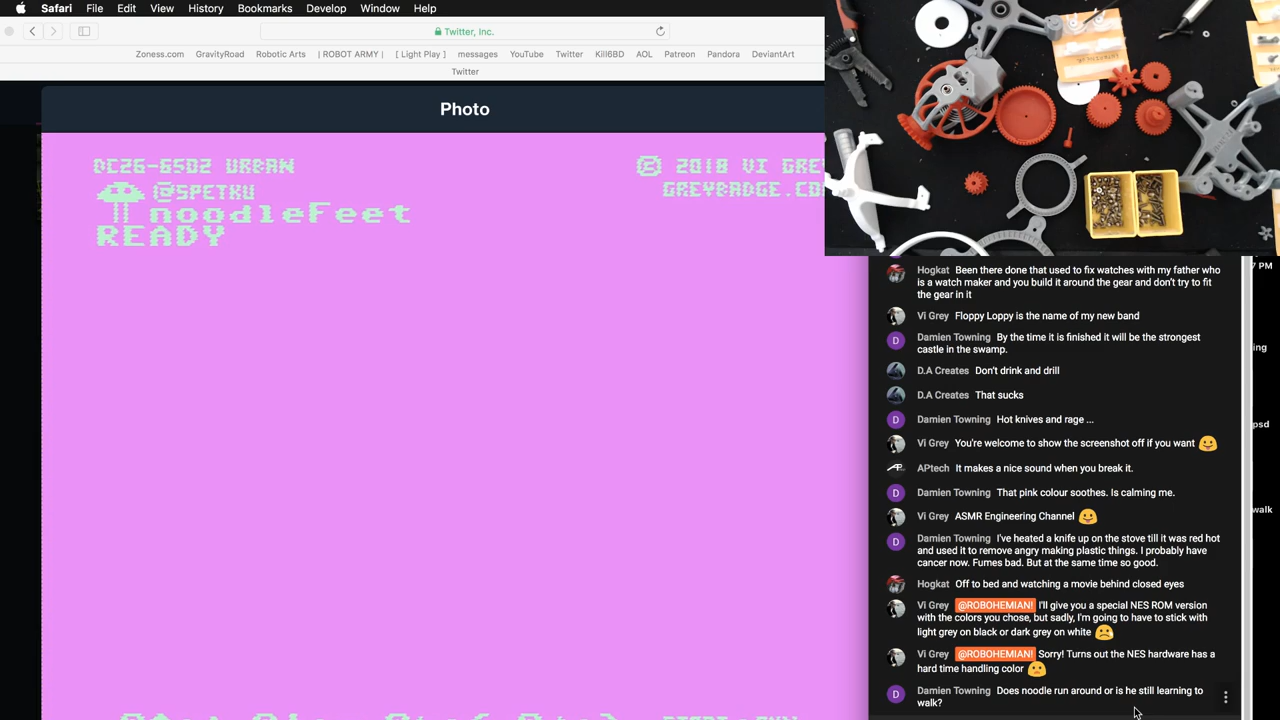 Safari File Edit View History Bookmarks Develop Window Help
Twitter, Inc.
Zoness.com GravityRoad Robotic Arts | ROBOT ARMY | [ Light Play ] messages YouTube Twitter Kill6BD AOL Patreon Pandora DeviantArt
Twitter
Photo
DC26-6502 URBAN
@SPETKU
noodleFeet
READY
© 2018 VI GREY
GREYBADGE.CO
7 PM
Hogkat Been there done that used to fix watches with my father who
is a watch maker and you build it around the gear and don't try to fit
the gear in it
Vi Grey Floppy Loppy is the name of my new band
Damien Towning By the time it is finished it will be the strongest
castle in the swamp.
D.A Creates Don't drink and drill
D.A Creates That sucks
Damien Towning Hot knives and rage ...
Vi Grey You're welcome to show the screenshot off if you want
APtech It makes a nice sound when you break it.
Damien Towning That pink colour soothes. Is calming me.
Vi Grey ASMR Engineering Channel
Damien Towning I've heated a knife up on the stove till it was red hot
and used it to remove angry making plastic things. I probably have
cancer now. Fumes bad. But at the same time so good.
Hogkat Off to bed and watching a movie behind closed eyes
Vi Grey @ROBOHEMIAN! I'll give you a special NES ROM version
with the colors you chose, but sadly, I'm going to have to stick with
light grey on black or dark grey on white
Vi Grey @ROBOHEMIAN! Sorry! Turns out the NES hardware has a
hard time handling color
Damien Towning Does noodle run around or is he still learning to
walk?
ing
psd
walk